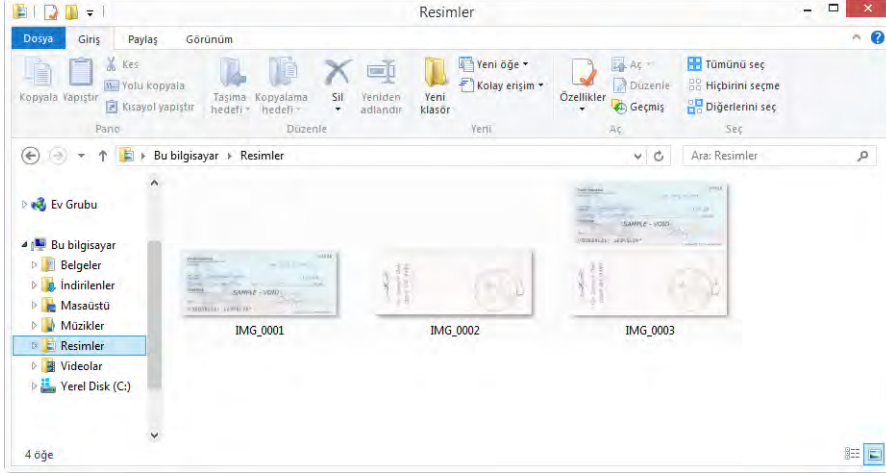 Resimler
Dosya Giriş Paylaş Görünüm
Kopyala Yapıştır
Kes
Yolu kopyala
Kısayol yapıştır
Taşıma hedefi
Kopyalama hedefi
Sil
Yeniden adlandır
Yeni klasör
Yeni öğe
Kolay erişim
Özellikler
Aç
Düzenle
Geçmiş
Tümünü seç
Hiçbirini seçme
Diğerlerini seç
Pano Düzenle Yeni Aç Seç
Bu bilgisayar Resimler
Ara: Resimler
Ev Grubu
Bu bilgisayar
Belgeler
İndirilenler
Masaüstü
Müzikler
Resimler
Videolar
Yerel Disk (C:)
SAMPLE - VOID
SAMPLE - VOID
IMG_0001 IMG_0002 IMG_0003
4 öğe